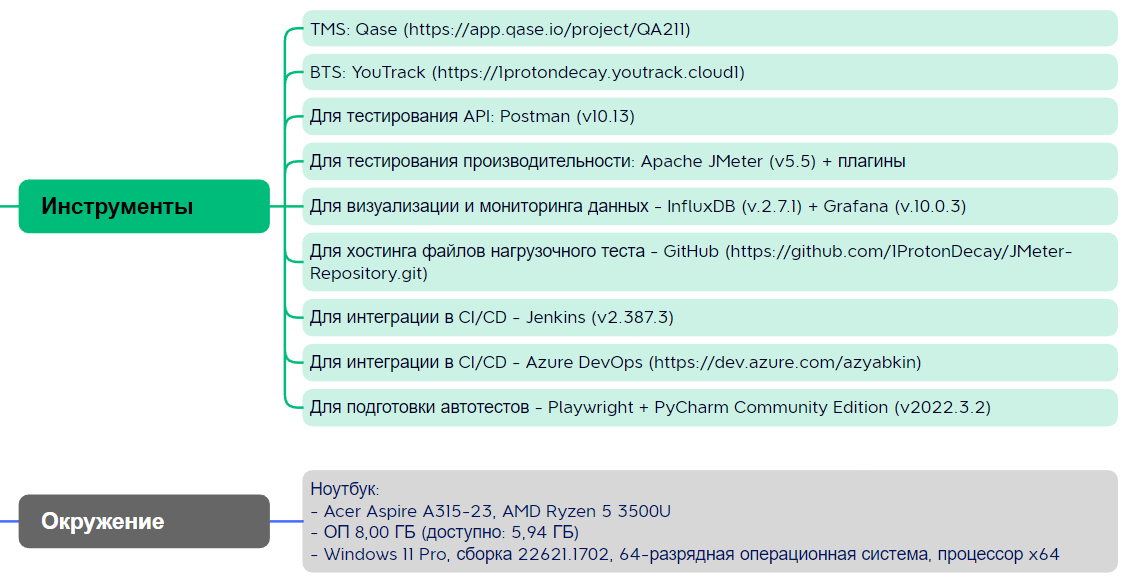 TMS: Qase (https://app.qase.io/project/QA211)
BTS: YouTrack (https://1protondecay.youtrack.cloud1)
Для тестирования API: Postman (v10.13)
Для тестирования производительности: Apache JMeter (v5.5) + плагины
Инструменты
Для визуализации и мониторинга данных - InfluxDB (v.2.7.1) + Grafana (v.10.0.3)
Для хостинга файлов нагрузочного теста - GitHub (https://github.com/1ProtonDecay/JMeter-
Repository.git)
Для интеграции в CI/CD - Jenkins (v2.387.3)
Для интеграции в CI/CD - Azure DevOps (https://dev.azure.com/azyabkin)
Для подготовки автотестов - Playwright + PyCharm Community Edition (v2022.3.2)
Окружение
Ноутбук:
- Acer Aspire A315-23, AMD Ryzen 5 3500U
- ОП 8,00 ГБ (доступно: 5,94 ГБ)
- Windows 11 Pro, сборка 22621.1702, 64-разрядная операционная система, процессор x64